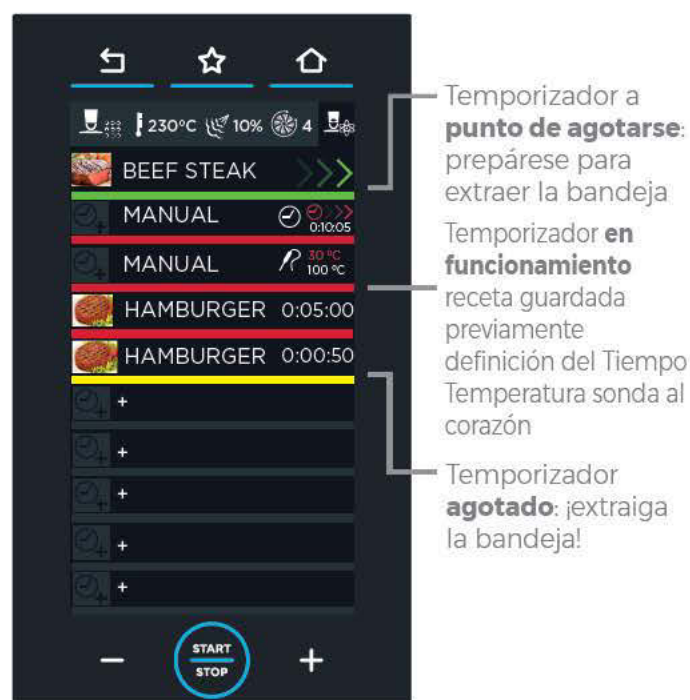 230°C 10% 4
BEEF STEAK
MANUAL
0:10:05
MANUAL 30 °C
100 °C
HAMBURGER 0:05:00
HAMBURGER 0:00:50
+
+
+
+
+
− START +
STOP
Temporizador a
punto de agotarse:
prepárese para
extraer la bandeja
Temporizador en
funcionamiento
receta guardada
previamente
definición del Tiempo
Temperatura sonda al
corazón
Temporizador
agotado: ¡extraiga
la bandeja!